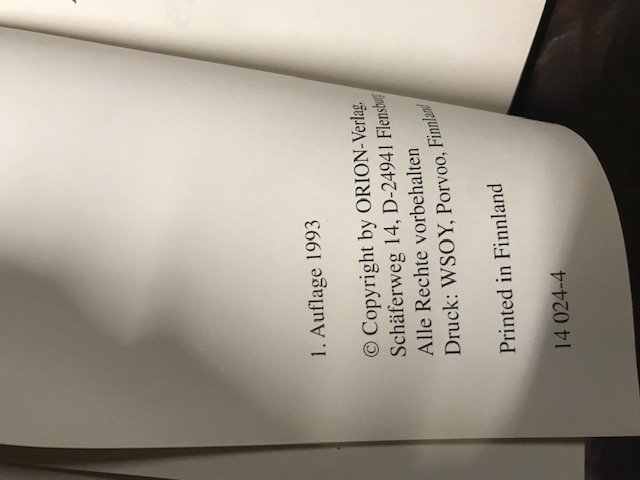 1. Auflage 1993
© Copyright by ORION-Verlag,
Schäferweg 14, D-24941 Flensburg
Alle Rechte vorbehalten
Druck: WSOY, Porvoo, Finnland
Printed in Finnland
14 024-4